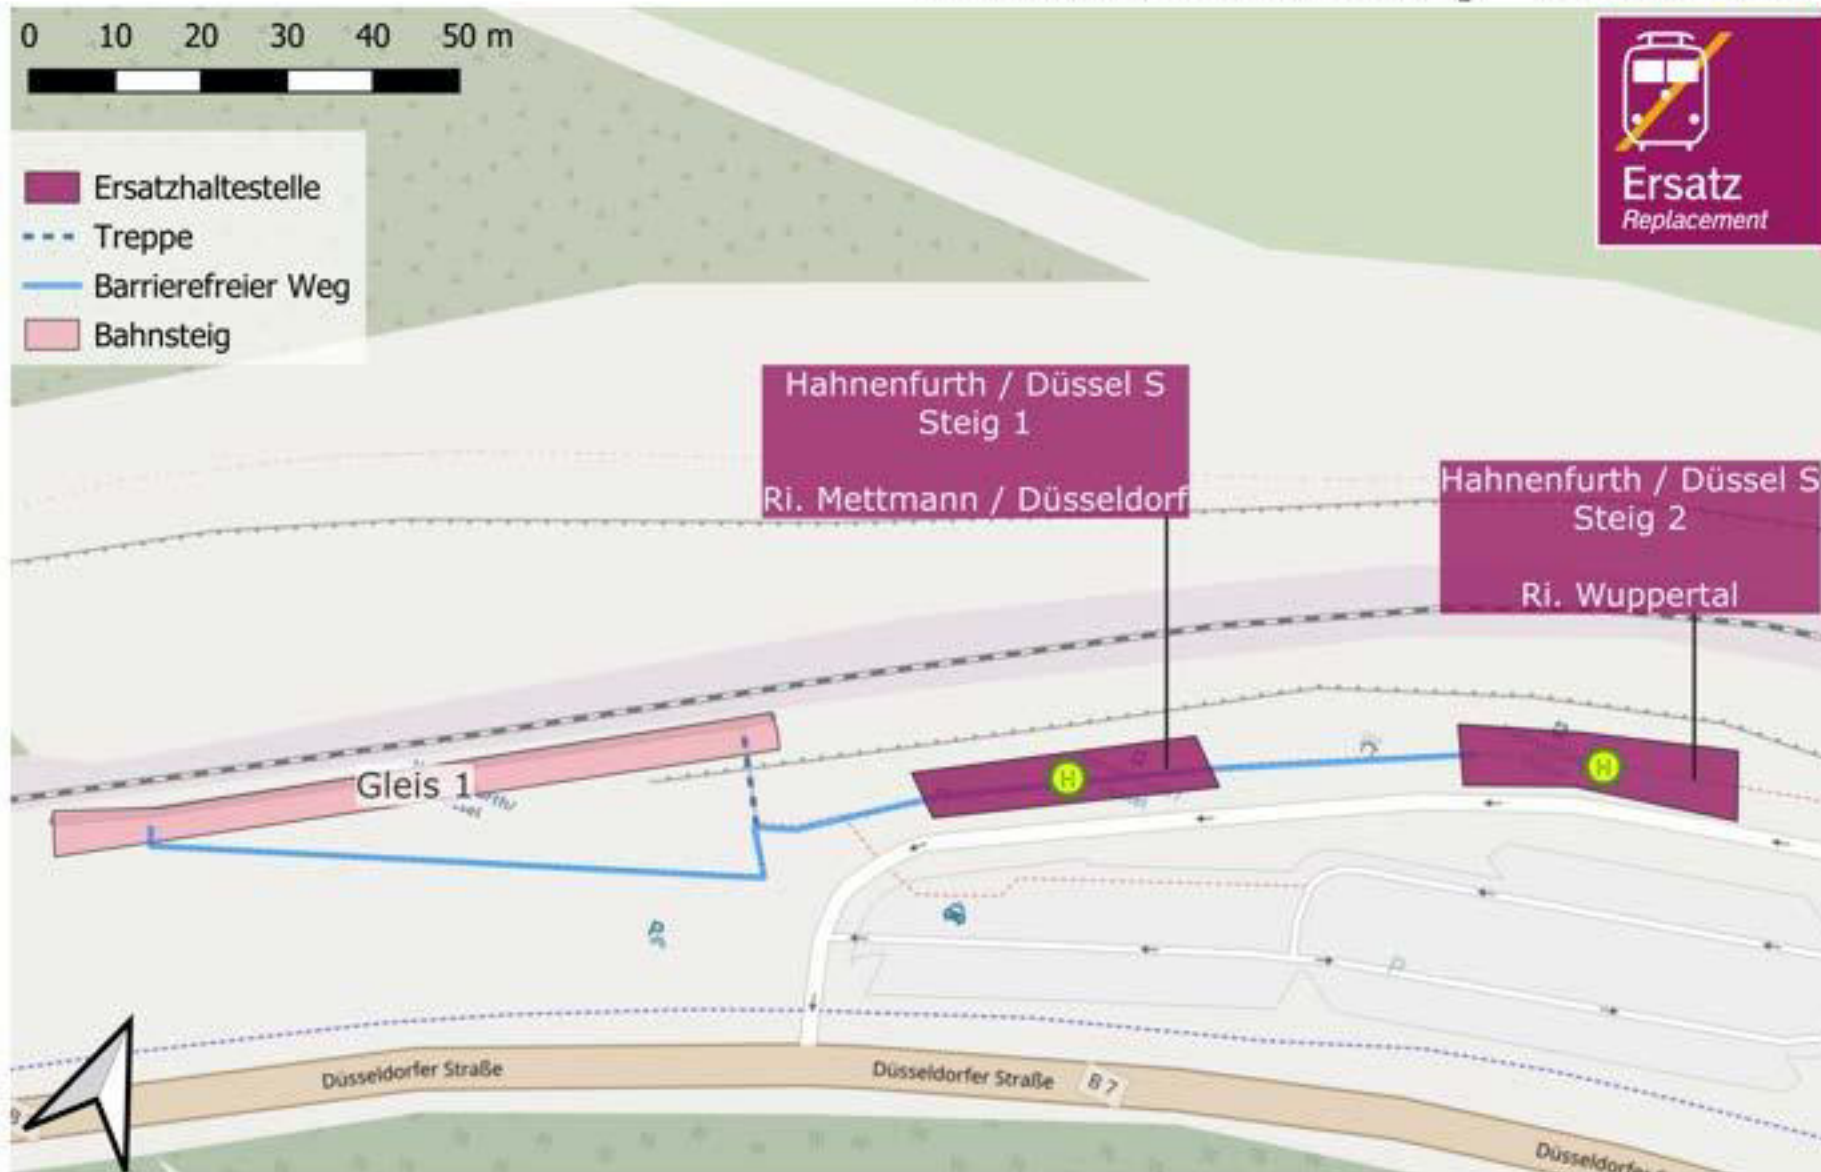 0 10 20 30 40 50 m
Ersatzhaltestelle
Treppe
Barrierefreier Weg
Bahnsteig
Ersatz
Replacement
Hahnenfurth / Düssel S
Steig 1
Ri. Mettmann / Düsseldorf
Hahnenfurth / Düssel S
Steig 2
Ri. Wuppertal
Gleis 1
H
H
P
P
Düsseldorfer Straße
Düsseldorfer Straße
B 7
Düsseldorfer